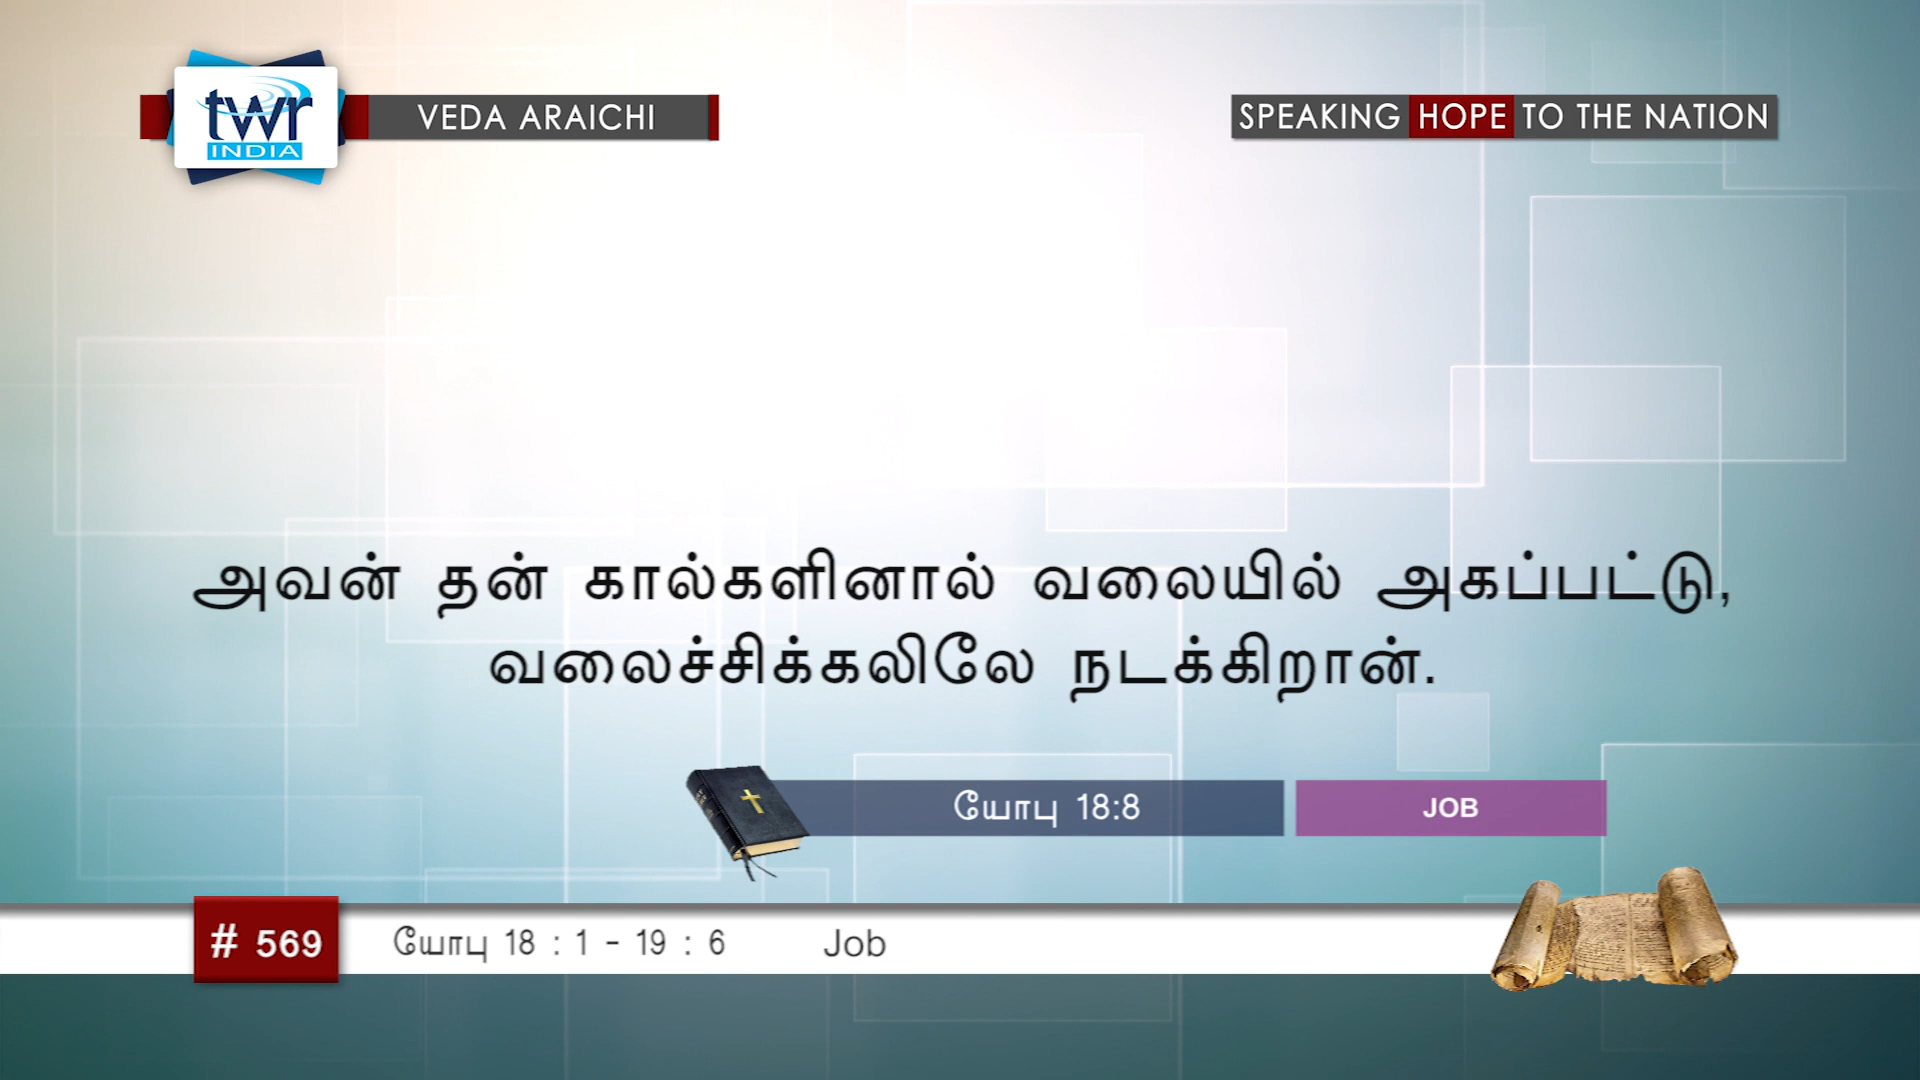 twr
INDIA
VEDA ARAICHI
SPEAKING HOPE TO THE NATION
அவன் தன் கால்களினால் வலையில் அகப்பட்டு,
வலைச்சிக்கலிலே நடக்கிறான்.
யோபு 18:8
JOB
# 569
யோபு 18 : 1 - 19 : 6 Job